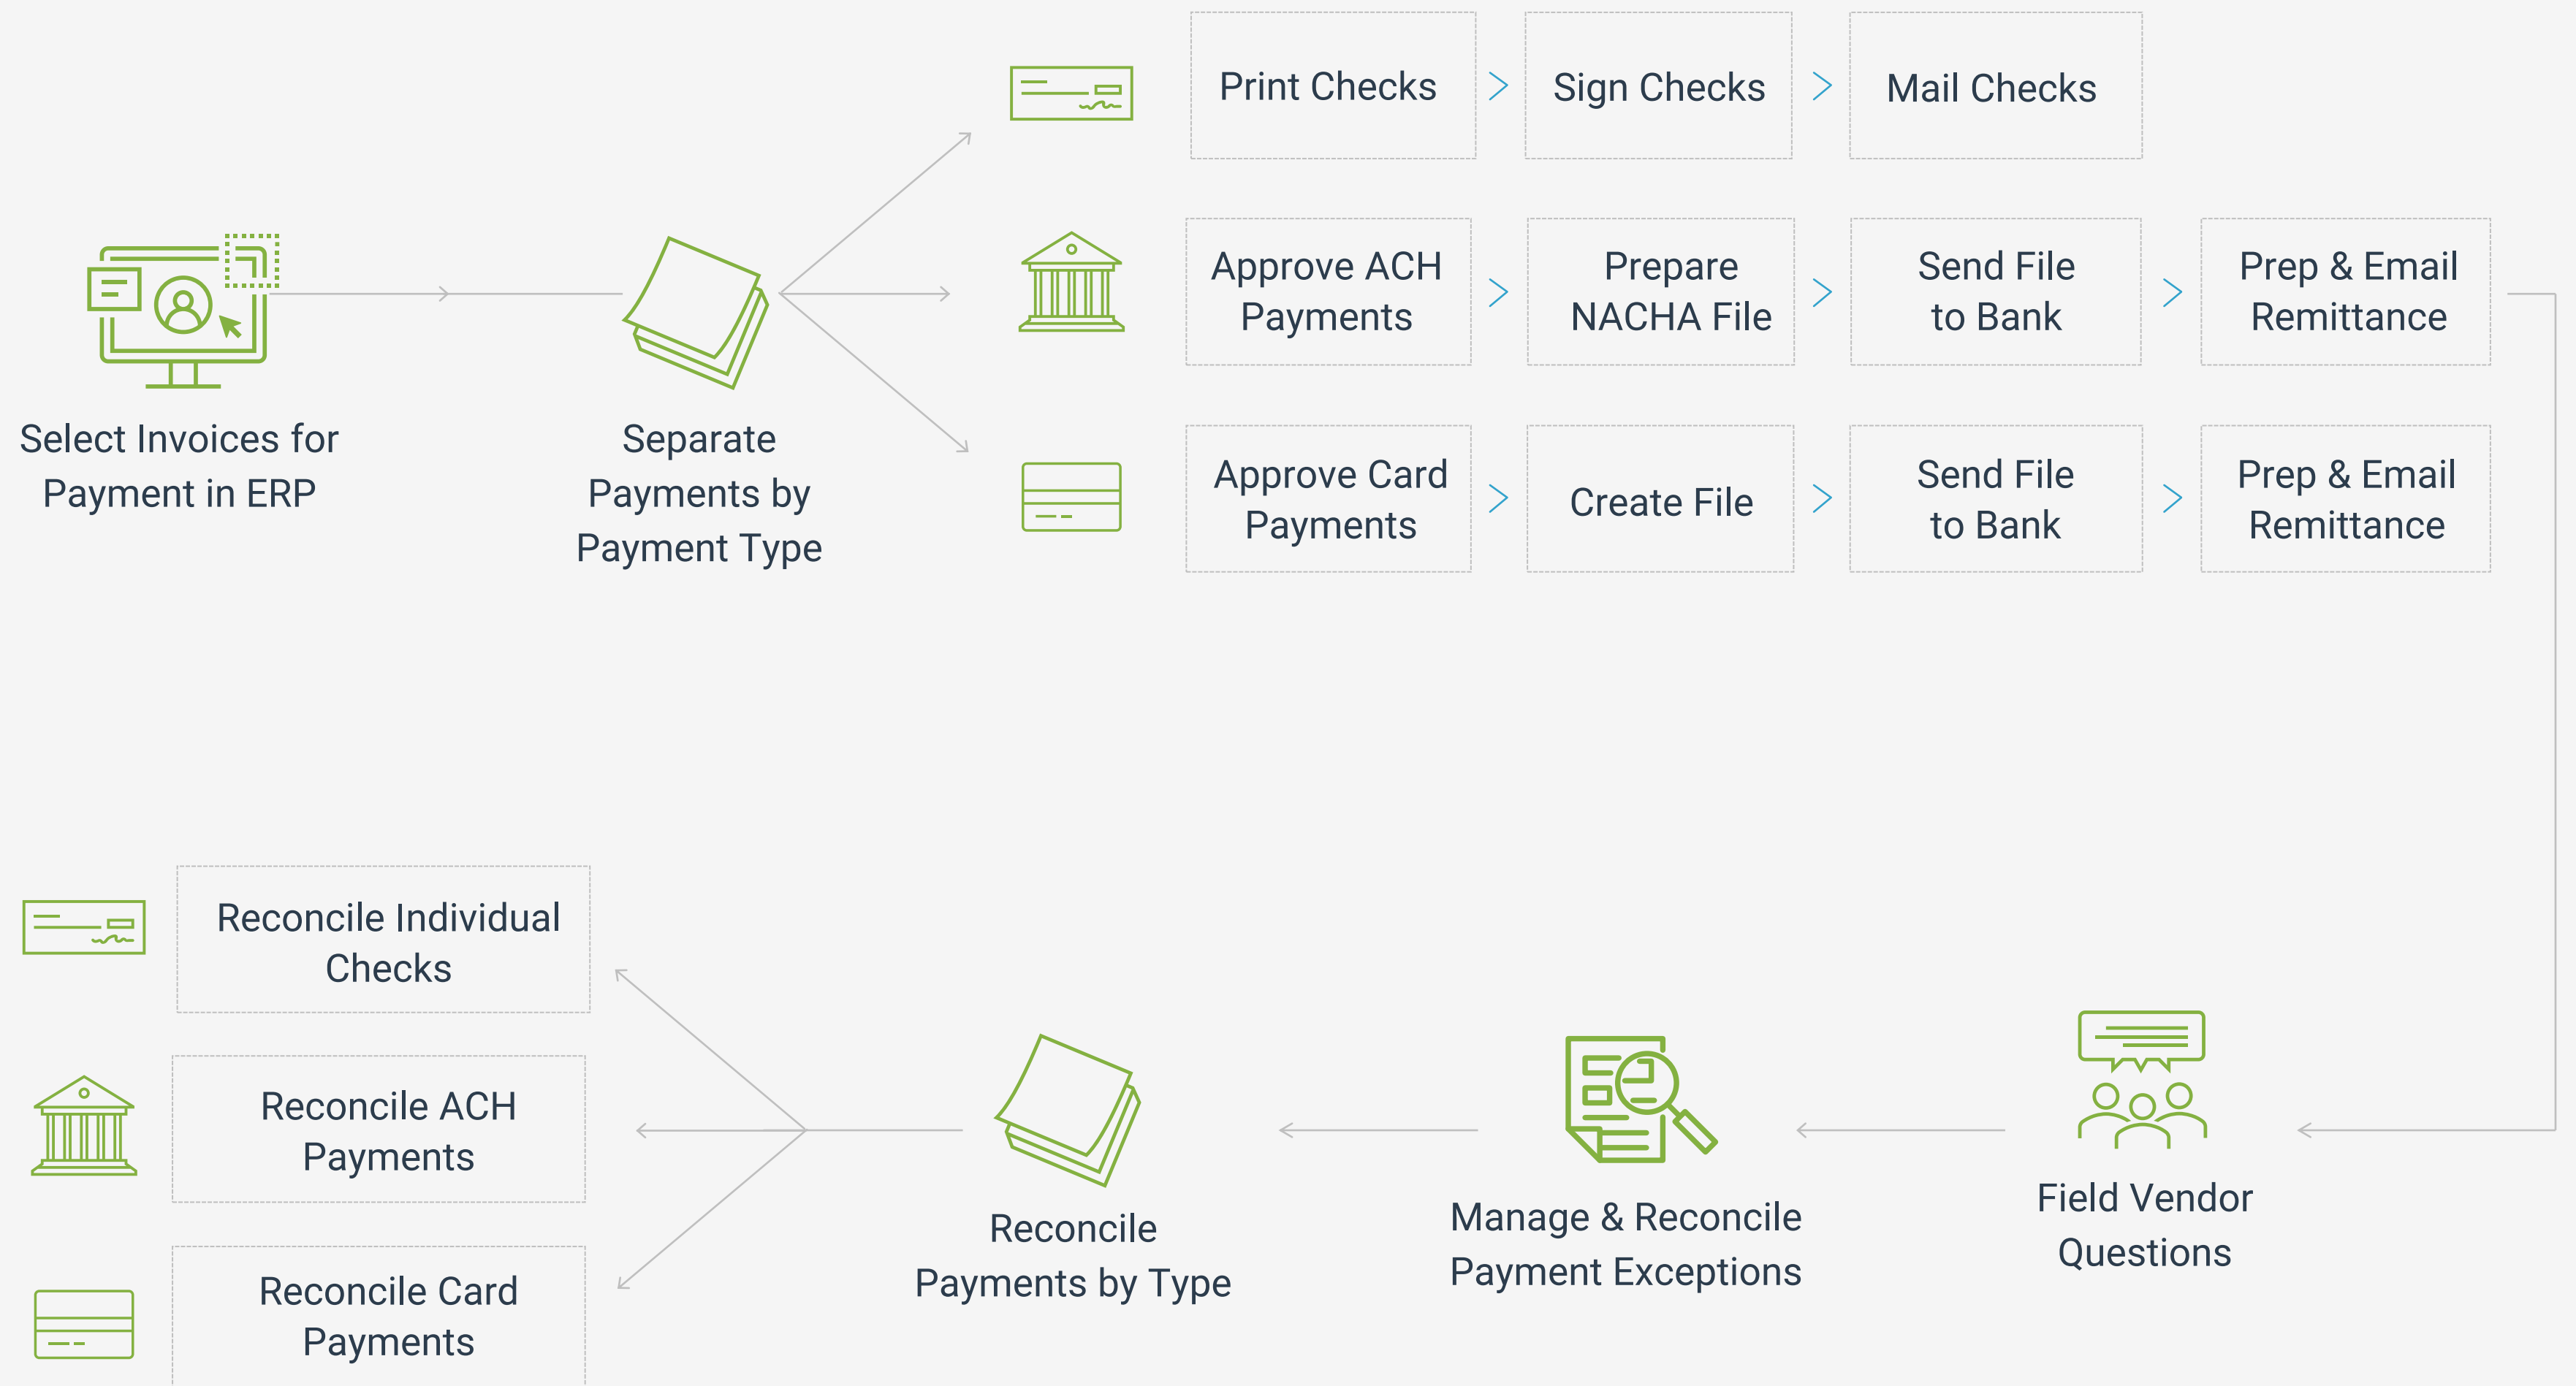 Print Checks
Sign Checks
Mail Checks
Select Invoices for
Payment in ERP
Separate
Payments by
Payment Type
Approve ACH
Payments
Prepare
NACHA File
Send File
to Bank
Prep & Email
Remittance
Approve Card
Payments
Create File
Send File
to Bank
Prep & Email
Remittance
Field Vendor
Questions
Manage & Reconcile
Payment Exceptions
Reconcile
Payments by Type
Reconcile Individual
Checks
Reconcile ACH
Payments
Reconcile Card
Payments